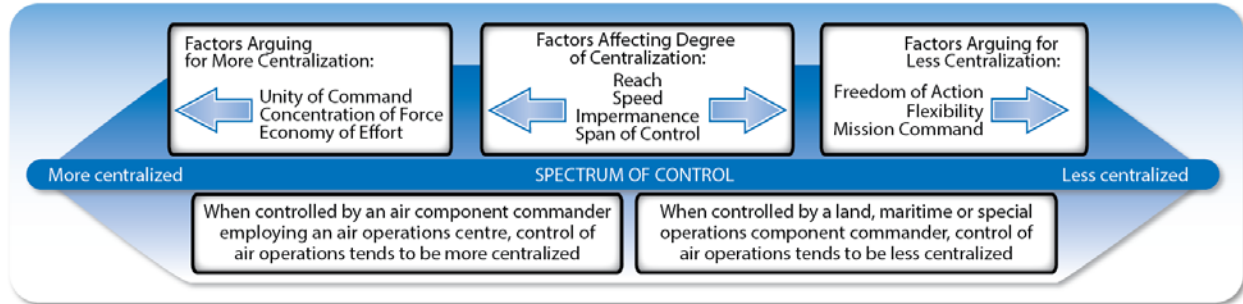 Factors Arguing
for More Centralization:
Unity of Command
Concentration of Force
Economy of Effort
Factors Affecting Degree
of Centralization:
Reach
Speed
Impermanence
Span of Control
Factors Arguing for
Less Centralization:
Freedom of Action
Flexibility
Mission Command
More centralized
SPECTRUM OF CONTROL
Less centralized
When controlled by an air component commander
employing an air operations centre, control of
air operations tends to be more centralized
When controlled by a land, maritime or special
operations component commander, control of
air operations tends to be less centralized